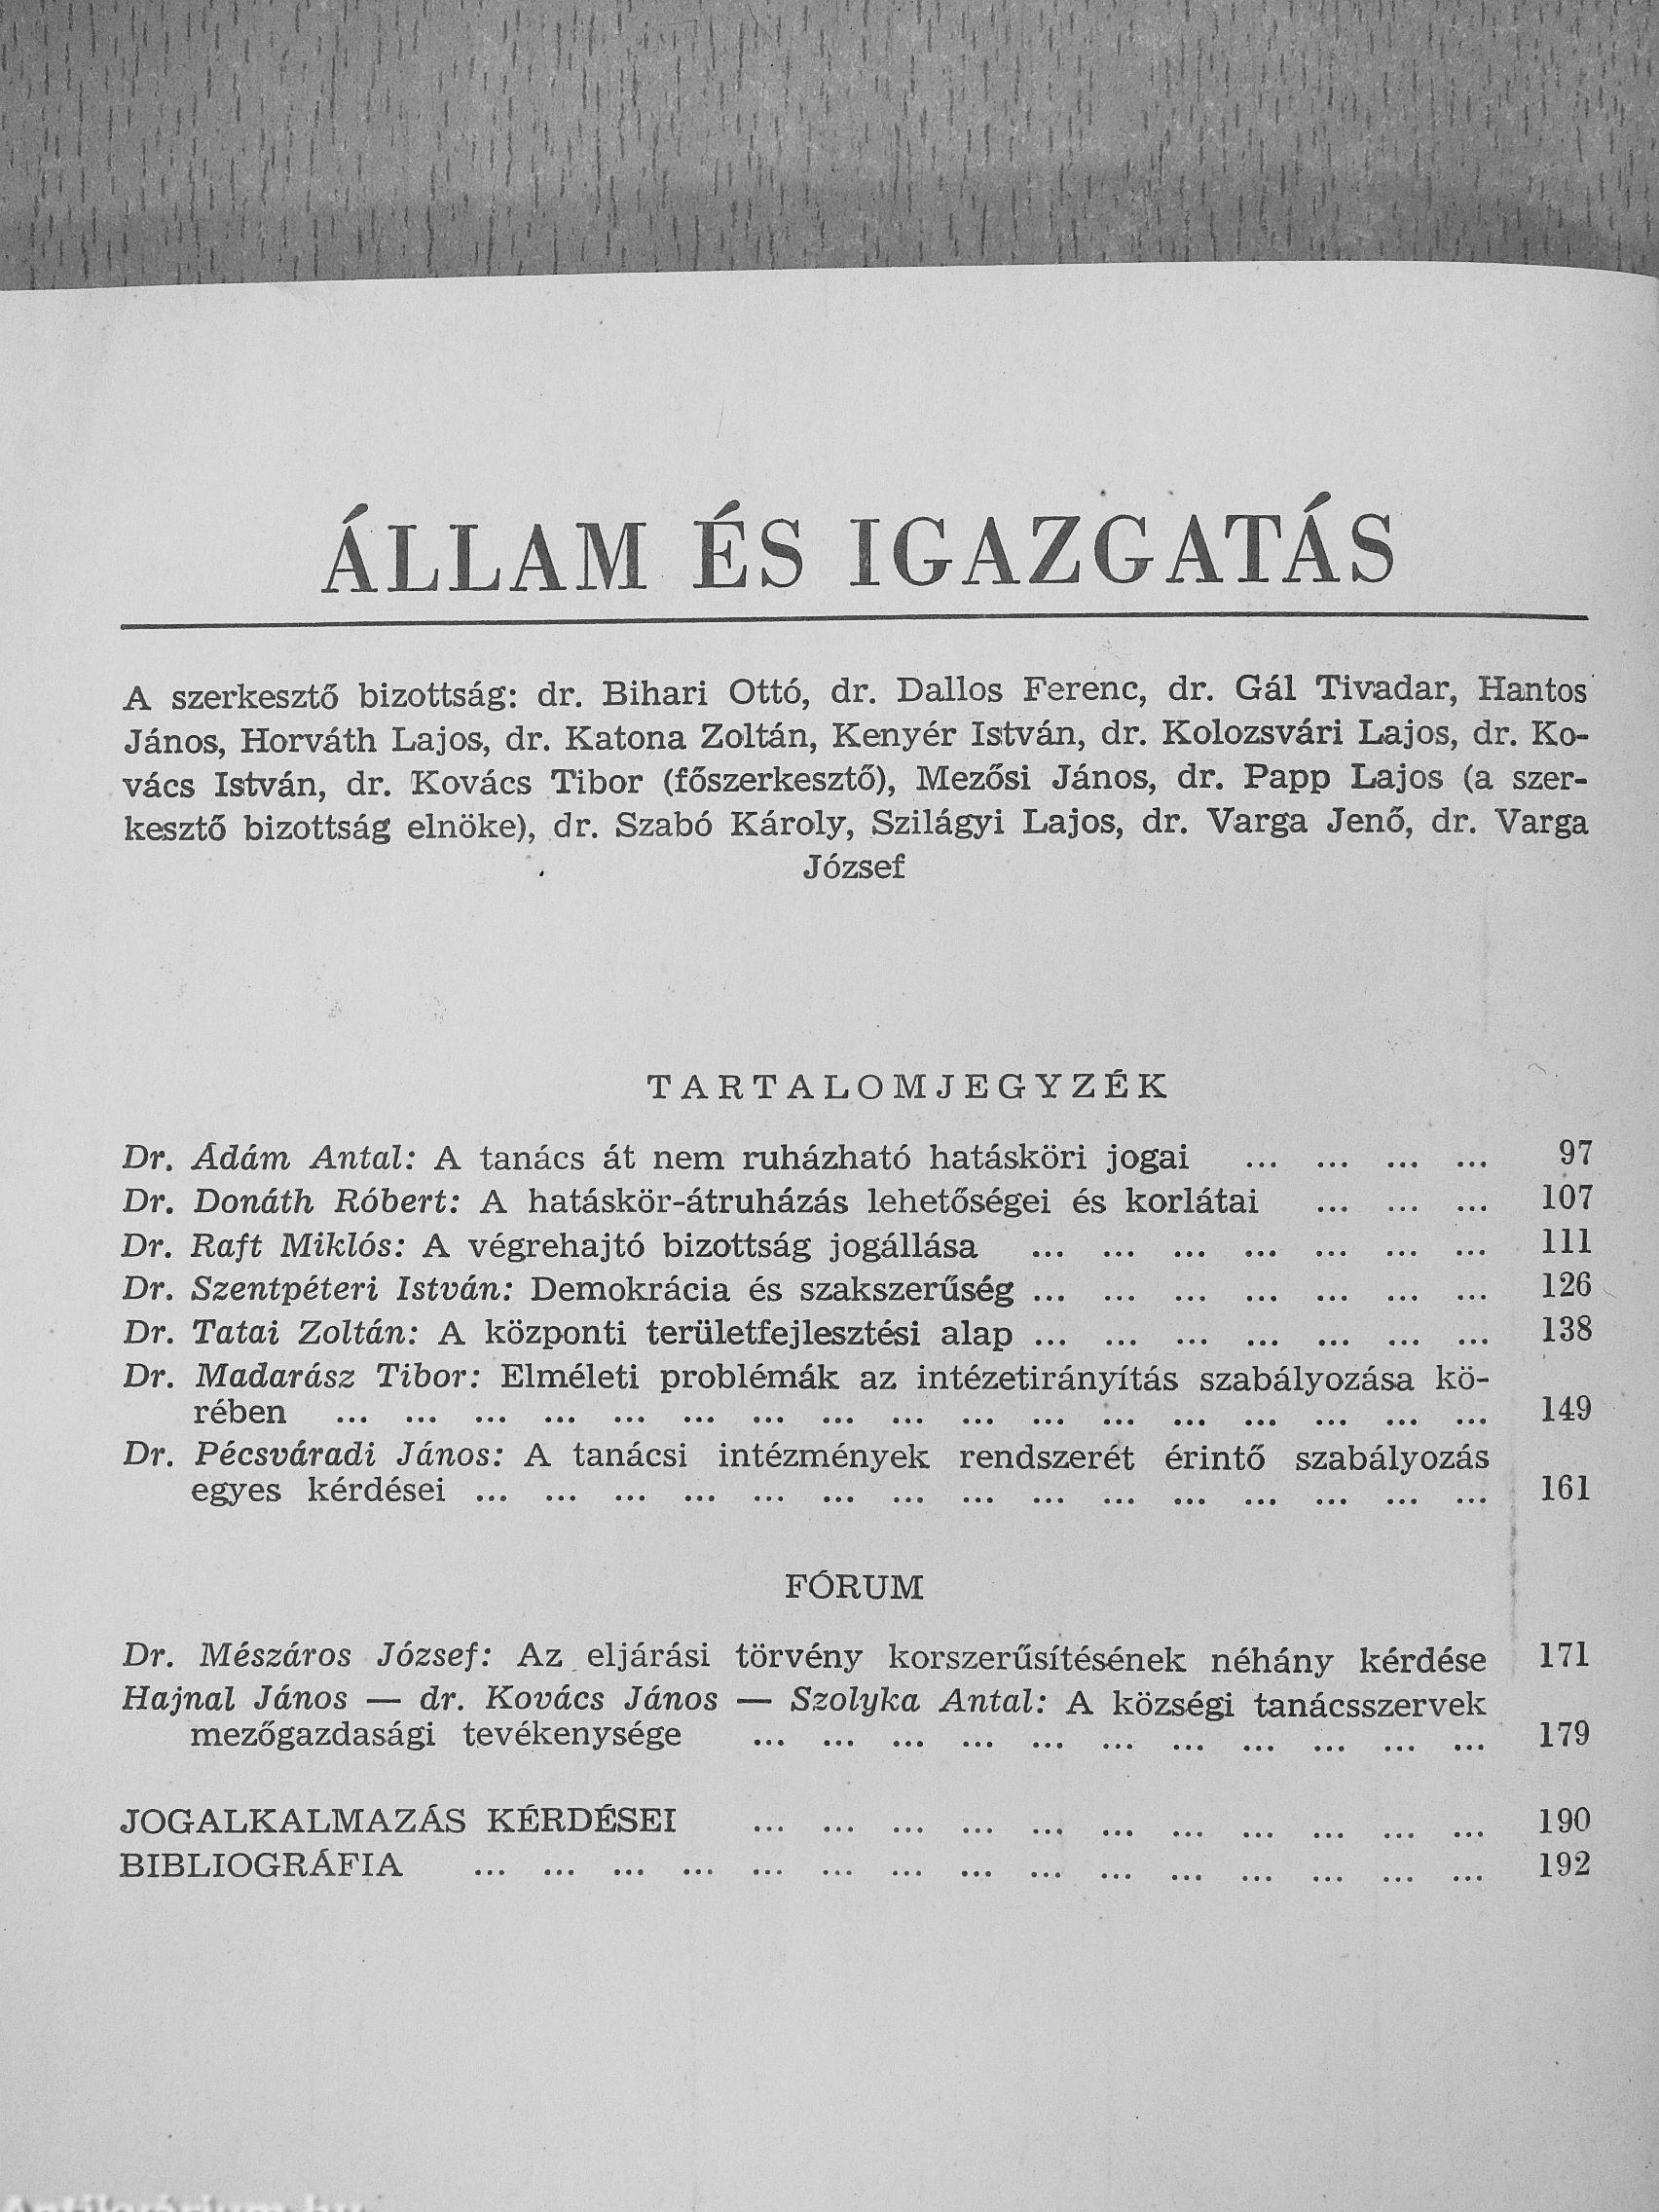 ÁLLAM ÉS IGAZGATÁS
A szerkesztő bizottság: dr. Bihari Ottó, dr. Dallos Ferenc, dr. Gál Tivadar, Hantos
János, Horváth Lajos, dr. Katona Zoltán, Kenyér István, dr. Kolozsvári Lajos, dr. Ko-
vács István, dr. Kovács Tibor (főszerkesztő), Mezősi János, dr. Papp Lajos (a szer-
kesztő bizottság elnöke), dr. Szabó Károly, Szilágyi Lajos, dr. Varga Jenő, dr. Varga
József
TARTALOMJEGYZÉK
Dr. Ádám Antal: A tanács át nem ruházható hatásköri jogai ... ... ... ... 97
Dr. Donáth Róbert: A hatáskör-átruházás lehetőségei és korlátai ... ... ... 107
Dr. Raft Miklós: A végrehajtó bizottság jogállása ... ... ... ... ... ... ... 111
Dr. Szentpéteri István: Demokrácia és szakszerűség ... ... ... ... ... ... ... 126
Dr. Tatai Zoltán: A központi területfejlesztési alap ... ... ... ... ... ... ... 138
Dr. Madarász Tibor: Elméleti problémák az intézetirányítás szabályozása kö-
rében ... ... ... ... ... ... ... ... ... ... ... ... ... ... ... ... ... 149
Dr. Pécsváradi János: A tanácsi intézmények rendszerét érintő szabályozás
egyes kérdései ... ... ... ... ... ... ... ... ... ... ... ... ... ... ... 161
FÓRUM
Dr. Mészáros József: Az eljárási törvény korszerűsítésének néhány kérdése 171
Hajnal János — dr. Kovács János — Szolyka Antal: A községi tanácsszervek
mezőgazdasági tevékenysége ... ... ... ... ... ... ... ... ... ... ... 179
JOGALKALMAZÁS KÉRDÉSEI ... ... ... ... ... ... ... ... ... ... ... 190
BIBLIOGRÁFIA ... ... ... ... ... ... ... ... ... ... ... ... ... ... ... 192